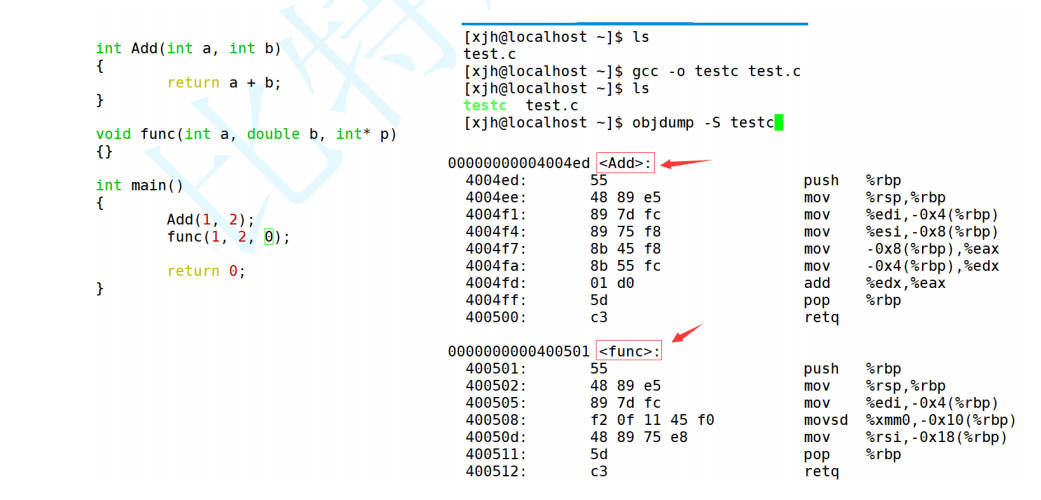 int Add(int a, int b)
{
return a + b;
}
void func(int a, double b, int* p)
{}
int main()
{
Add(1, 2);
func(1, 2, 0);
return 0;
}
[xjh@localhost ~]$ ls
test.c
[xjh@localhost ~]$ gcc -o testc test.c
[xjh@localhost ~]$ ls
testc  test.c
[xjh@localhost ~]$ objdump -S testc
00000000004004ed <Add>:
4004ed: 55 push %rbp
4004ee: 48 89 e5 mov %rsp,%rbp
4004f1: 89 7d fc mov %edi,-0x4(%rbp)
4004f4: 89 75 f8 mov %esi,-0x8(%rbp)
4004f7: 8b 45 f8 mov -0x8(%rbp),%eax
4004fa: 8b 55 fc mov -0x4(%rbp),%edx
4004fd: 01 d0 add %edx,%eax
4004ff: 5d pop %rbp
400500: c3 retq
0000000000400501 <func>:
400501: 55 push %rbp
400502: 48 89 e5 mov %rsp,%rbp
400505: 89 7d fc mov %edi,-0x4(%rbp)
400508: f2 0f 11 45 f0 movsd %xmm0,-0x10(%rbp)
40050d: 48 89 75 e8 mov %rsi,-0x18(%rbp)
400511: 5d pop %rbp
400512: c3 retq
比特